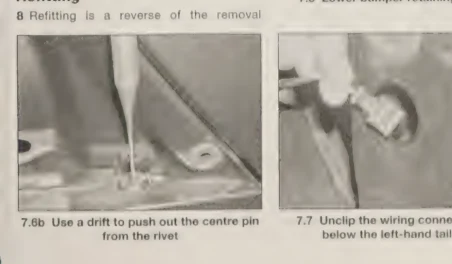 8 Refitting is a reverse of the removal
7.6b Use a drift to push out the centre pin
from the rivet
7.7 Unclip the wiring conne
below the left-hand tail